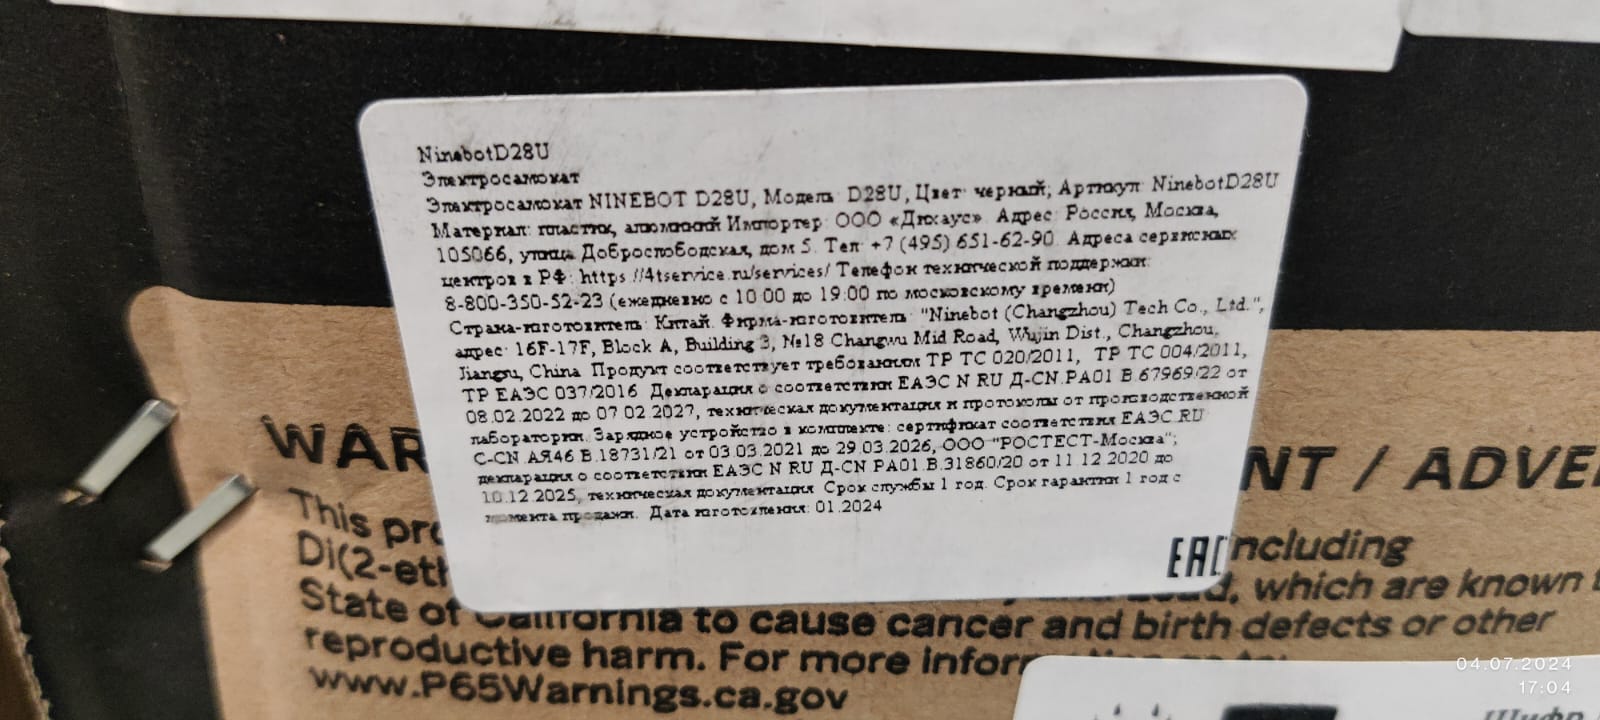 NinebotD28U
Электросамокат
Электросамокат NINEBOT D28U, Модель: D28U, Цвет: черный; Артикул: NinebotD28U
Материал: пластик, алюминий Импортер: ООО «Дихаус». Адрес: Россия, Москва,
105066, улица Доброслободская, дом 5. Тел: +7 (495) 651-62-90. Адреса сервисных
центров в РФ: https://4tservice.ru/services/ Телефон технической поддержки:
8-800-350-52-23 (ежедневно с 10:00 до 19:00 по московскому времени)
Страна-изготовитель: Китай. Фирма-изготовитель: "Ninebot (Changzhou) Tech Co., Ltd.",
адрес: 16F-17F, Block A, Building 3, №18 Changwu Mid Road, Wujin Dist., Changzhou,
Jiangsu, China. Продукт соответствует требованиям ТР ТС 020/2011, ТР ТС 004/2011,
ТР ЕАЭС 037/2016. Декларация о соответствии ЕАЭС N RU Д-CN.РА01.В.67969/22 от
08.02.2022 до 07.02.2027, техническая документация и протоколы от производственной
лаборатории. Зарядное устройство в комплекте: сертификат соответствия ЕАЭС RU
С-CN.АЯ46.В.18731/21 от 03.03.2021 до 29.03.2026, ООО "РОСТЕСТ-Москва";
декларация о соответствии ЕАЭС N RU Д-CN.РА01.В.31860/20 от 11.12.2020 до
10.12.2025, техническая документация. Срок службы 1 год. Срок гарантии 1 год с
момента продажи. Дата изготовления: 01.2024
EAC
WAR NT / ADVE
This pro ncluding
Di(2-eth which are known
State of California to cause cancer and birth defects or other
reproductive harm. For more infor
www.P65Warnings.ca.gov
04.07.2024
17:04
Шифр